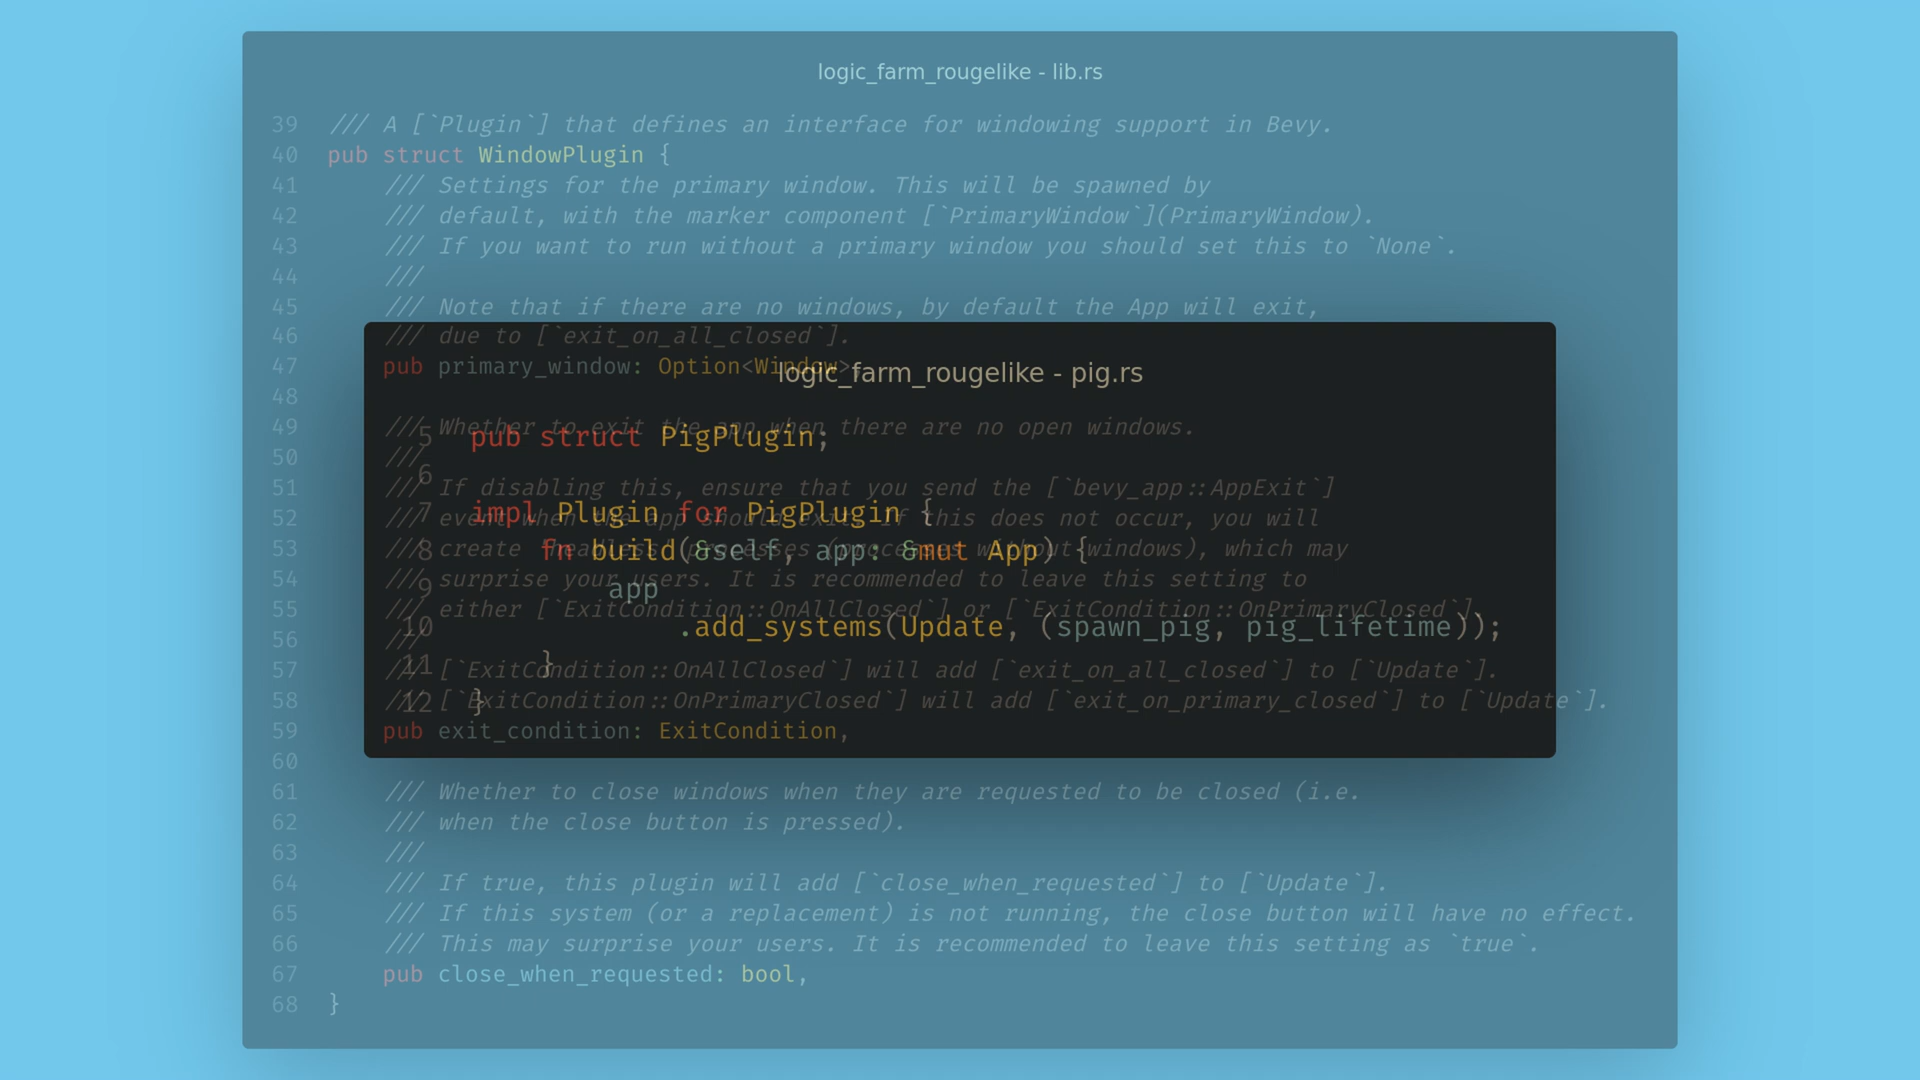 logic_farm_rougelike - lib.rs
39 /// A [`Plugin`] that defines an interface for windowing support in Bevy.
40 pub struct WindowPlugin {
41 /// Settings for the primary window. This will be spawned by
42 /// default, with the marker component [`PrimaryWindow`](PrimaryWindow).
43 /// If you want to run without a primary window you should set this to `None`.
44 ///
45 /// Note that if there are no windows, by default the App will exit,
46 /// due to [`exit_on_all_closed`].
47 pub primary_window: Option<Window>,
48
49 /// Whether to exit the app when there are no open windows.
50 ///
51 /// If disabling this, ensure that you send the [`bevy_app::AppExit`]
52 /// event when the app should exit. If this does not occur, you will
53 /// create 'headless' processes (processes without windows), which may
54 /// surprise your users. It is recommended to leave this setting to
55 /// either [`ExitCondition::OnAllClosed`] or [`ExitCondition::OnPrimaryClosed`].
56 ///
57 /// [`ExitCondition::OnAllClosed`] will add [`exit_on_all_closed`] to [`Update`].
58 /// [`ExitCondition::OnPrimaryClosed`] will add [`exit_on_primary_closed`] to [`Update`].
59 pub exit_condition: ExitCondition,
60
61 /// Whether to close windows when they are requested to be closed (i.e.
62 /// when the close button is pressed).
63 ///
64 /// If true, this plugin will add [`close_when_requested`] to [`Update`].
65 /// If this system (or a replacement) is not running, the close button will have no effect.
66 /// This may surprise your users. It is recommended to leave this setting as `true`.
67 pub close_when_requested: bool,
68 }
logic_farm_rougelike - pig.rs
5 pub struct PigPlugin;
6
7 impl Plugin for PigPlugin {
8 fn build(&self, app: &mut App) {
9 app
10 .add_systems(Update, (spawn_pig, pig_lifetime));
11 }
12 }